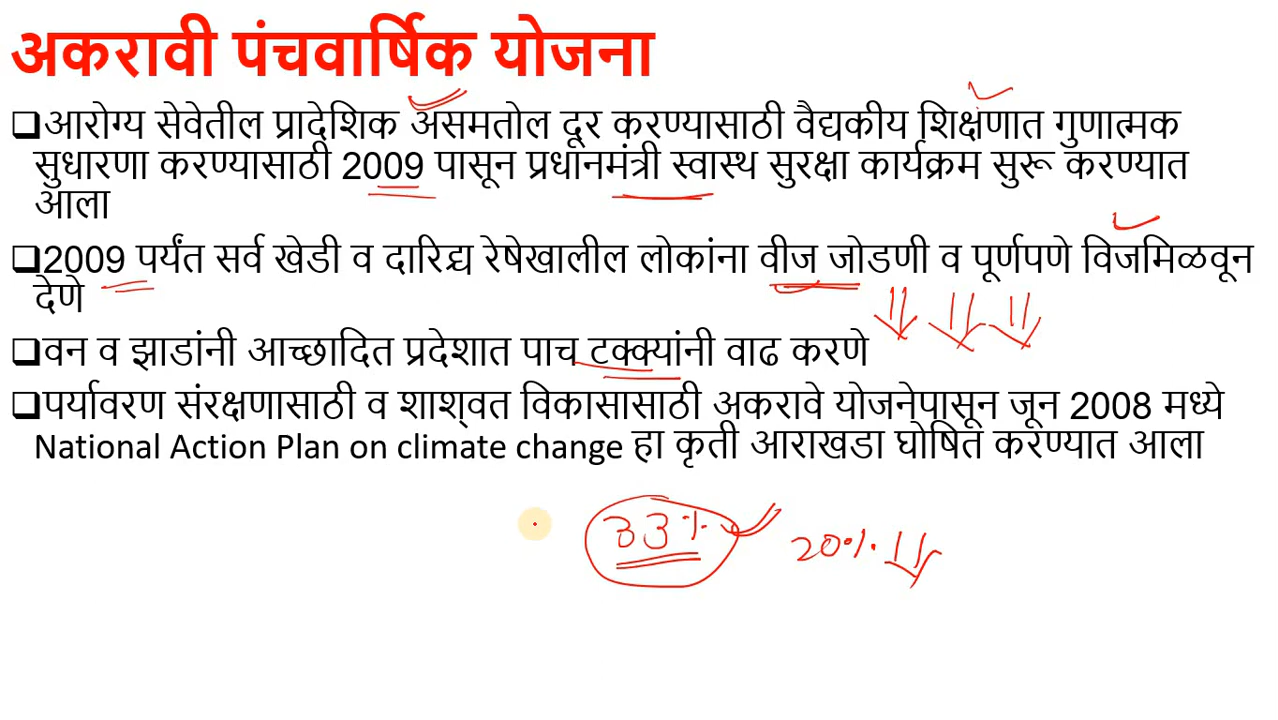 अकरावी पंचवार्षिक योजना
❑आरोग्य सेवेतील प्रादेशिक असमतोल दूर करण्यासाठी वैद्यकीय शिक्षणात गुणात्मक
सुधारणा करण्यासाठी 2009 पासून प्रधानमंत्री स्वास्थ सुरक्षा कार्यक्रम सुरू करण्यात
आला
❑2009 पर्यंत सर्व खेडी व दारिद्र्य रेषेखालील लोकांना वीज जोडणी व पूर्णपणे विजमिळवून
देणे
❑वन व झाडांनी आच्छादित प्रदेशात पाच टक्क्यांनी वाढ करणे
❑पर्यावरण संरक्षणासाठी व शाश्वत विकासासाठी अकरावे योजनेपासून जून 2008 मध्ये
National Action Plan on climate change हा कृती आराखडा घोषित करण्यात आला
33% 20%